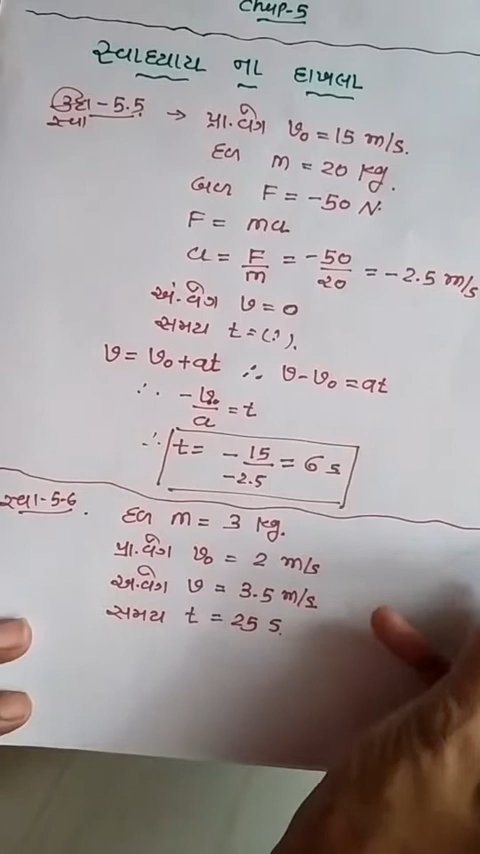 Chap-5
સ્વાધ્યાય ના દાખલા
ઉદા-5.5 → પ્રા.વેગ v₀ = 15 m/s.
સ્વા
દળ m = 20 kg.
બળ F = -50 N.
F = ma
a = F/m = -50/20 = -2.5 m/s
અં.વેગ v = 0
સમય t = (?).
v = v₀ + at ∴ v - v₀ = at
∴ -v₀/a = t
∴ t = -15/-2.5 = 6 s
સ્વા-5-6. દળ m = 3 kg.
પ્રા.વેગ v₀ = 2 m/s
અં.વેગ v = 3.5 m/s
સમય t = 25 s.